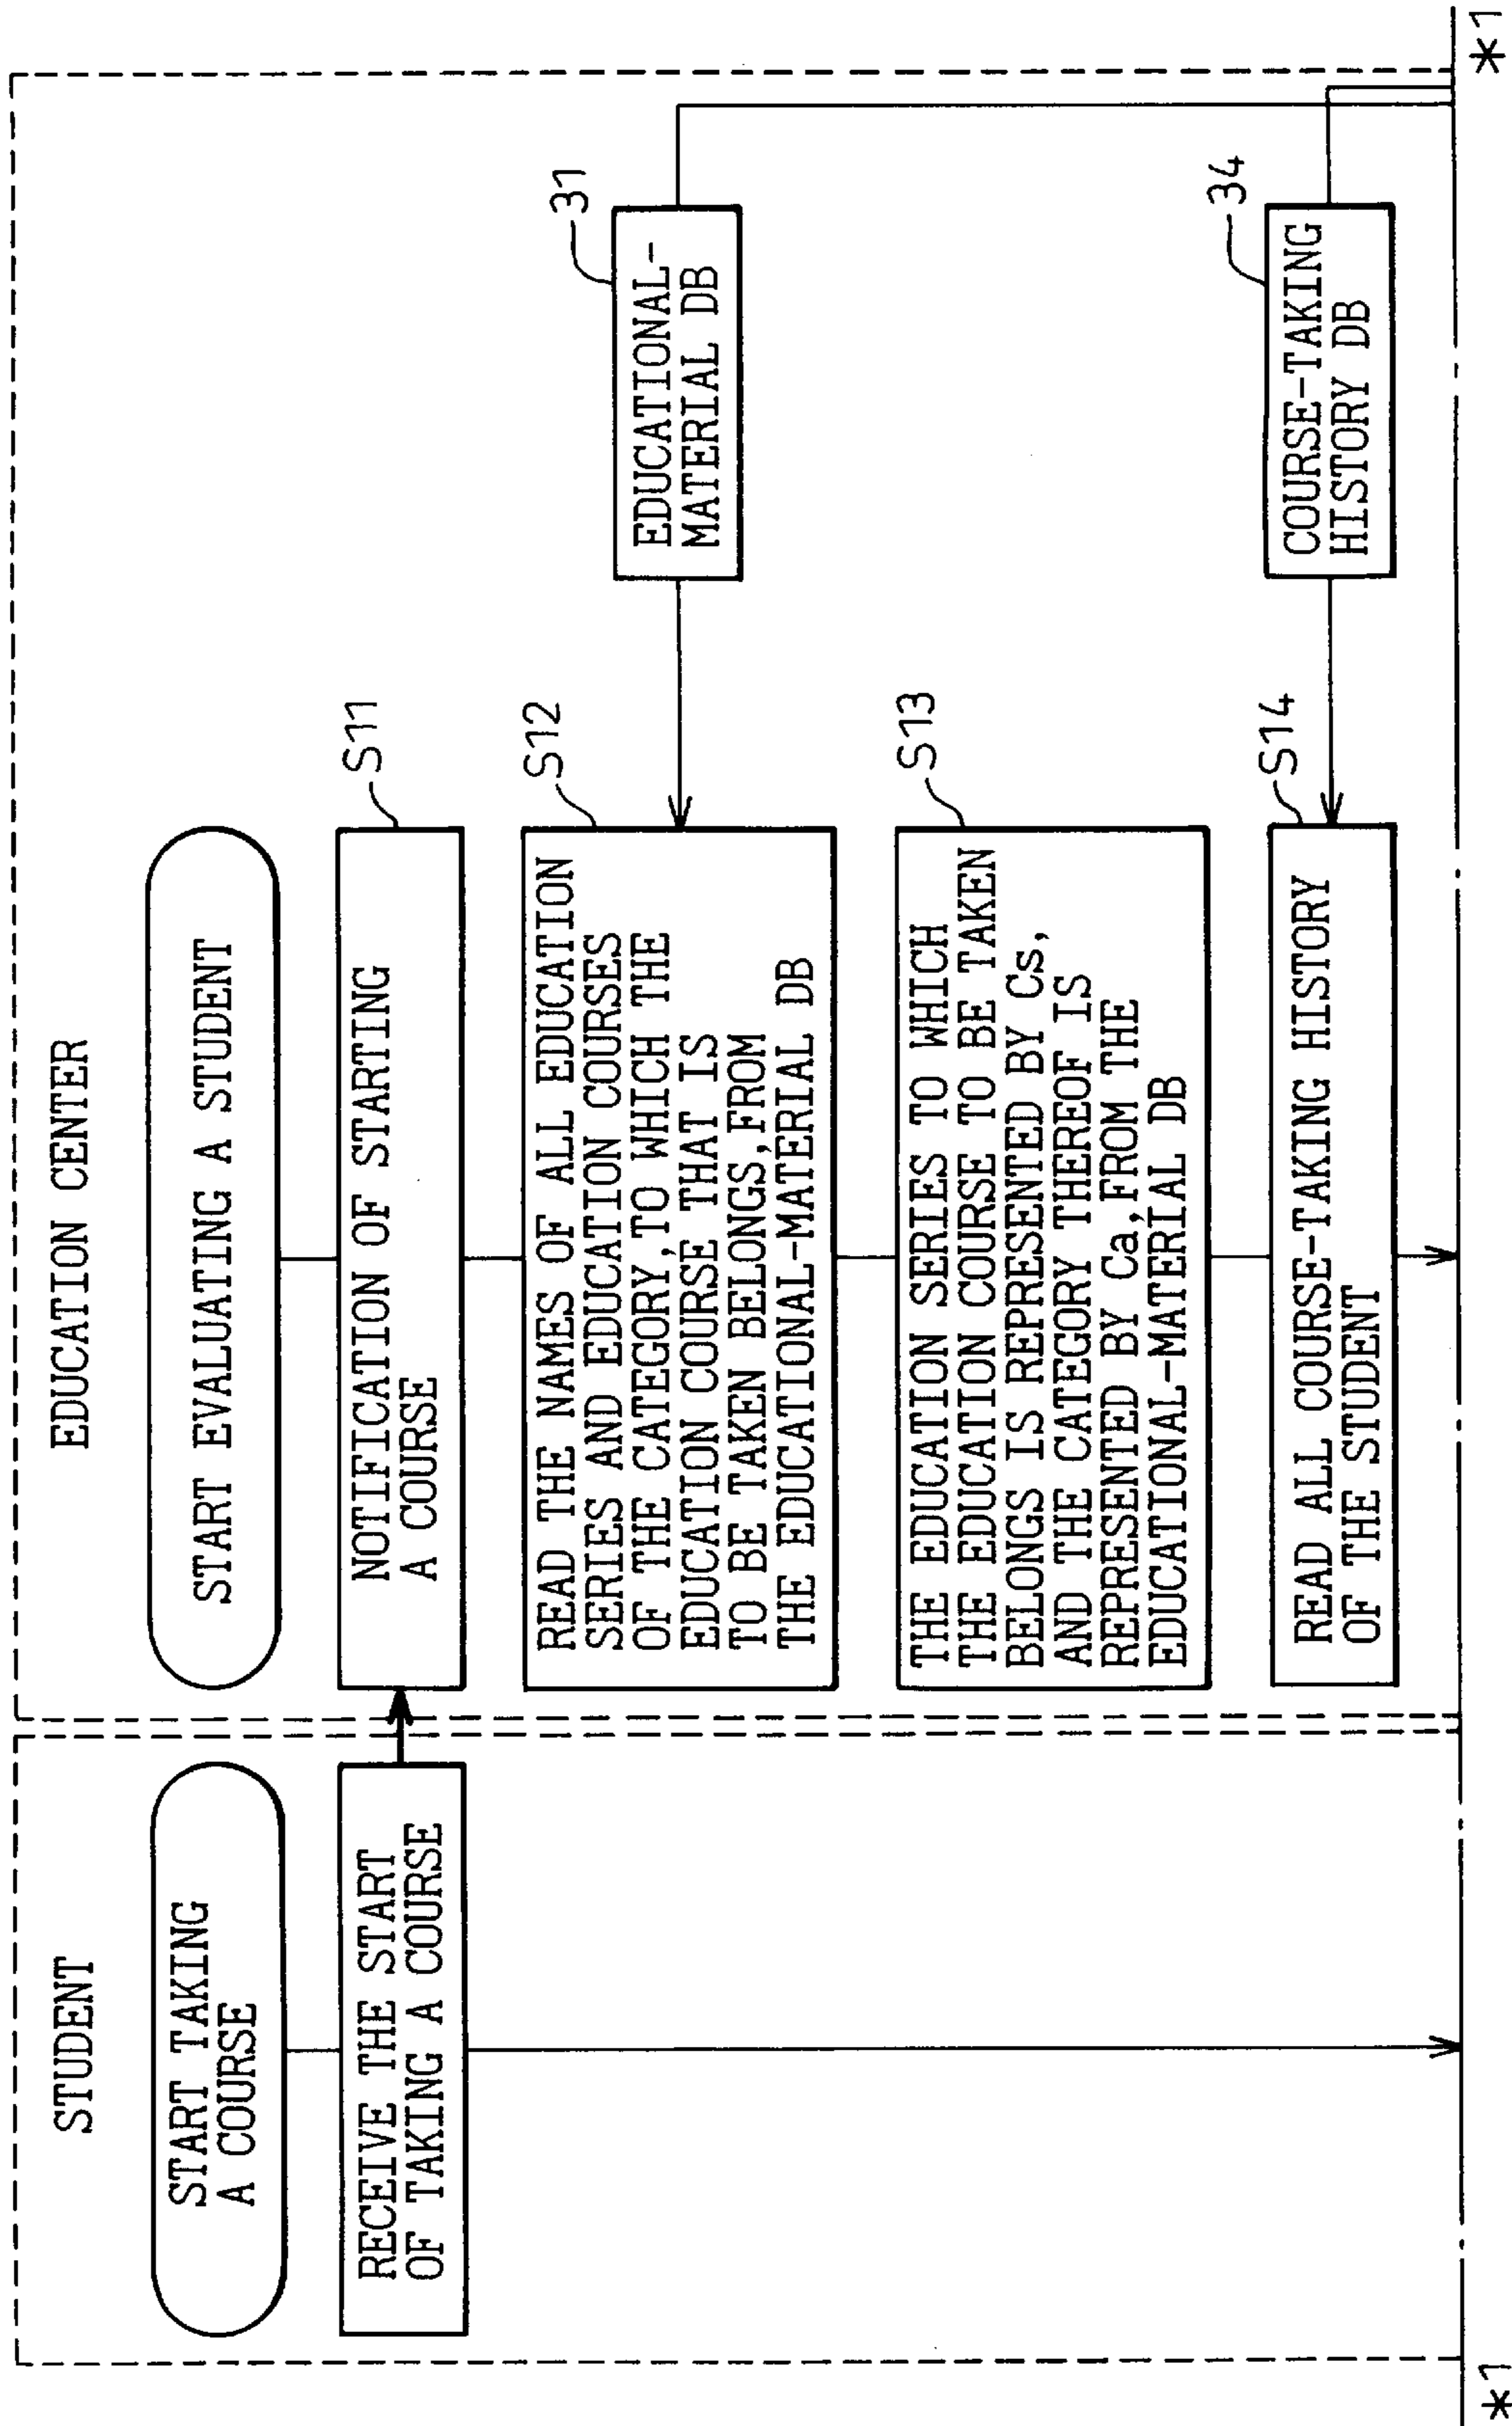 STUDENT
START TAKING
A COURSE
RECEIVE THE START
OF TAKING A COURSE
EDUCATION CENTER
START EVALUATING A STUDENT
NOTIFICATION OF STARTING
A COURSE
S11
READ THE NAMES OF ALL EDUCATION
SERIES AND EDUCATION COURSES
OF THE CATEGORY, TO WHICH THE
EDUCATION COURSE THAT IS
TO BE TAKEN BELONGS, FROM
THE EDUCATIONAL-MATERIAL DB
S12
EDUCATIONAL-
MATERIAL DB
31
THE EDUCATION SERIES TO WHICH
THE EDUCATION COURSE TO BE TAKEN
BELONGS IS REPRESENTED BY Cs,
AND THE CATEGORY THEREOF IS
REPRESENTED BY Ca, FROM THE
EDUCATIONAL-MATERIAL DB
S13
READ ALL COURSE-TAKING HISTORY
OF THE STUDENT
S14
COURSE-TAKING
HISTORY DB
34
*1
*1